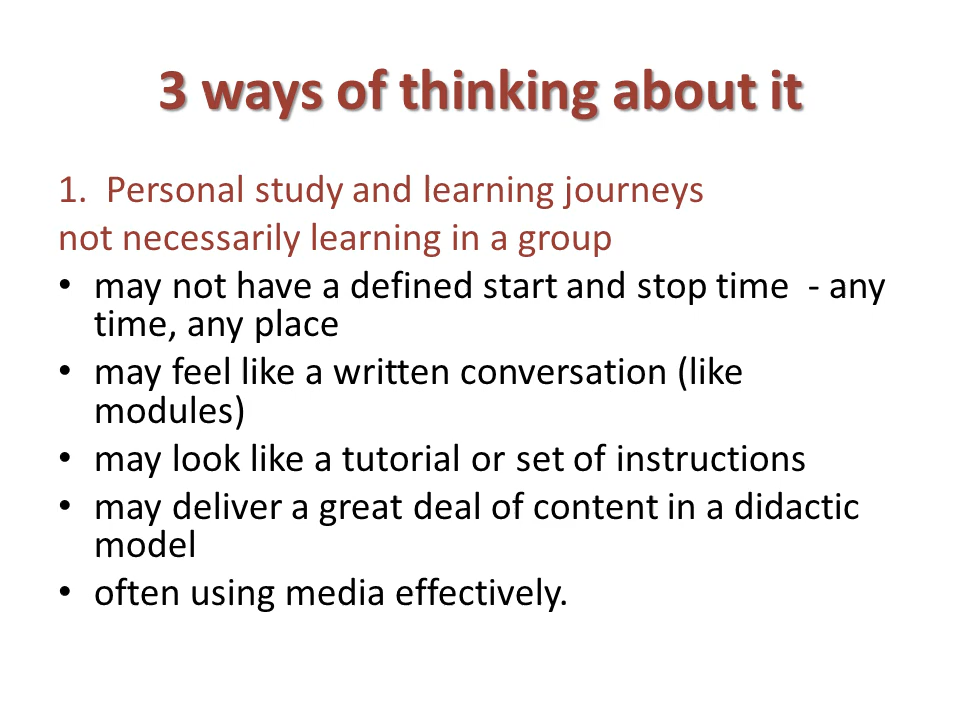 3 ways of thinking about it
1. Personal study and learning journeys
not necessarily learning in a group
• may not have a defined start and stop time - any
time, any place
• may feel like a written conversation (like
modules)
• may look like a tutorial or set of instructions
• may deliver a great deal of content in a didactic
model
• often using media effectively.